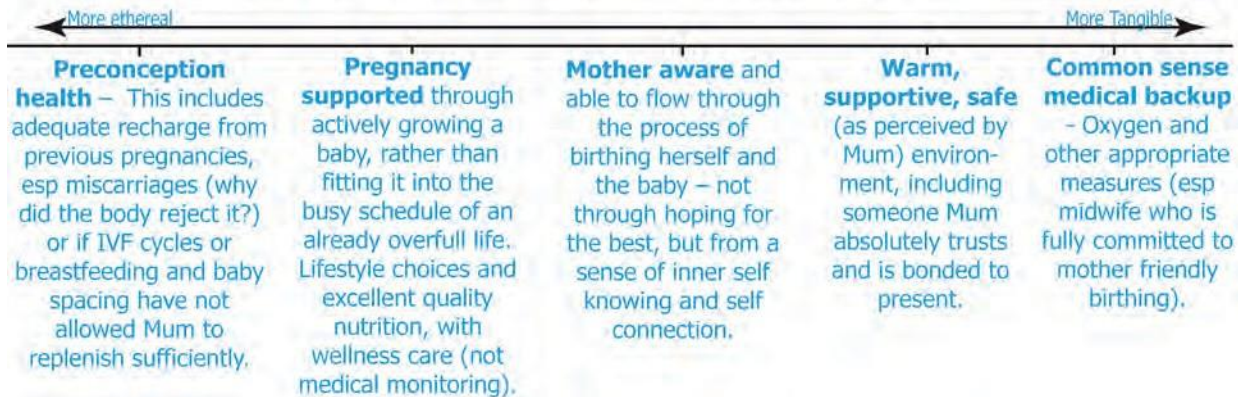 More ethereal
More Tangible
Preconception
health – This includes
adequate recharge from
previous pregnancies,
esp miscarriages (why
did the body reject it?)
or if IVF cycles or
breastfeeding and baby
spacing have not
allowed Mum to
replenish sufficiently.
Pregnancy
supported through
actively growing a
baby, rather than
fitting it into the
busy schedule of an
already overfull life.
Lifestyle choices and
excellent quality
nutrition, with
wellness care (not
medical monitoring).
Mother aware and
able to flow through
the process of
birthing herself and
the baby – not
through hoping for
the best, but from a
sense of inner self
knowing and self
connection.
Warm,
supportive, safe
(as perceived by
Mum) environ-
ment, including
someone Mum
absolutely trusts
and is bonded to
present.
Common sense
medical backup
- Oxygen and
other appropriate
measures (esp
midwife who is
fully committed to
mother friendly
birthing).